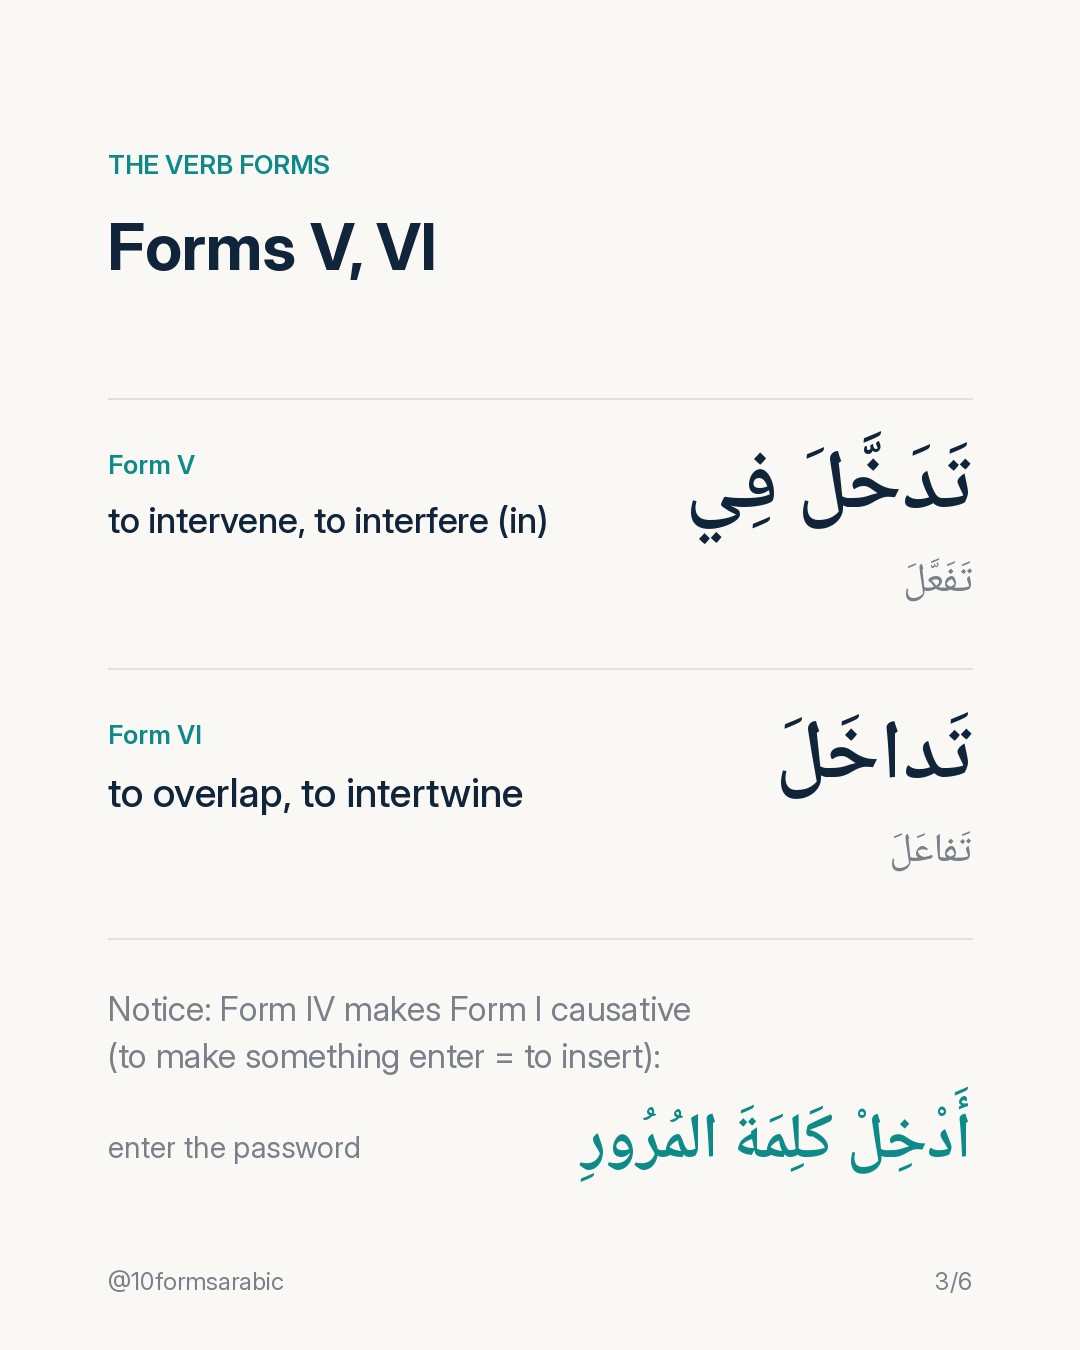 THE VERB FORMS
Forms V, VI
Form V
to intervene, to interfere (in)
تَدَخَّلَ فِي
تَفَعَّلَ
Form VI
to overlap, to intertwine
تَداخَلَ
تَفاعَلَ
Notice: Form IV makes Form I causative
(to make something enter = to insert):
enter the password
أَدْخِلْ كَلِمَةَ المُرُورِ
@10formsarabic
3/6